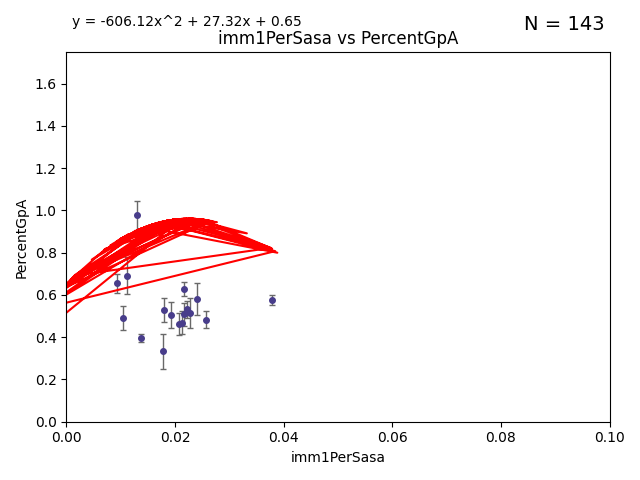 y = -606.12x^2 + 27.32x + 0.65
N = 143
imm1PerSasa vs PercentGpA
PercentGpA
1.6
1.4
1.2
1.0
0.8
0.6
0.4
0.2
0.0
0.00 0.02 0.04 0.06 0.08 0.10
imm1PerSasa